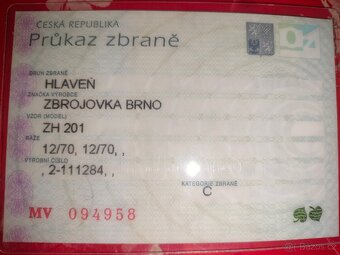 ČESKÁ REPUBLIKA
Průkaz zbraně
DRUH ZBRANĚ
HLAVEŇ
ZNAČKA VÝROBCE
ZBROJOVKA BRNO
VZOR (MODEL)
ZH 201
RÁŽE
12/70, 12/70, ,
VÝROBNÍ ČÍSLO
, 2-111284, ,
KATEGORIE ZBRANĚ
C
MV 094958